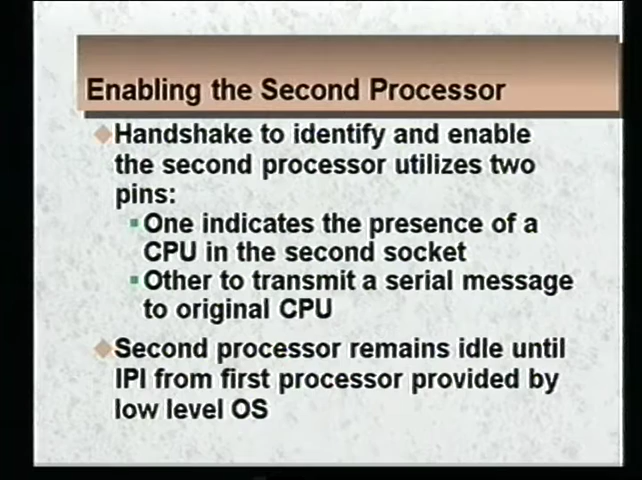 Enabling the Second Processor
Handshake to identify and enable
the second processor utilizes two
pins:
One indicates the presence of a
CPU in the second socket
Other to transmit a serial message
to original CPU
Second processor remains idle until
IPI from first processor provided by
low level OS